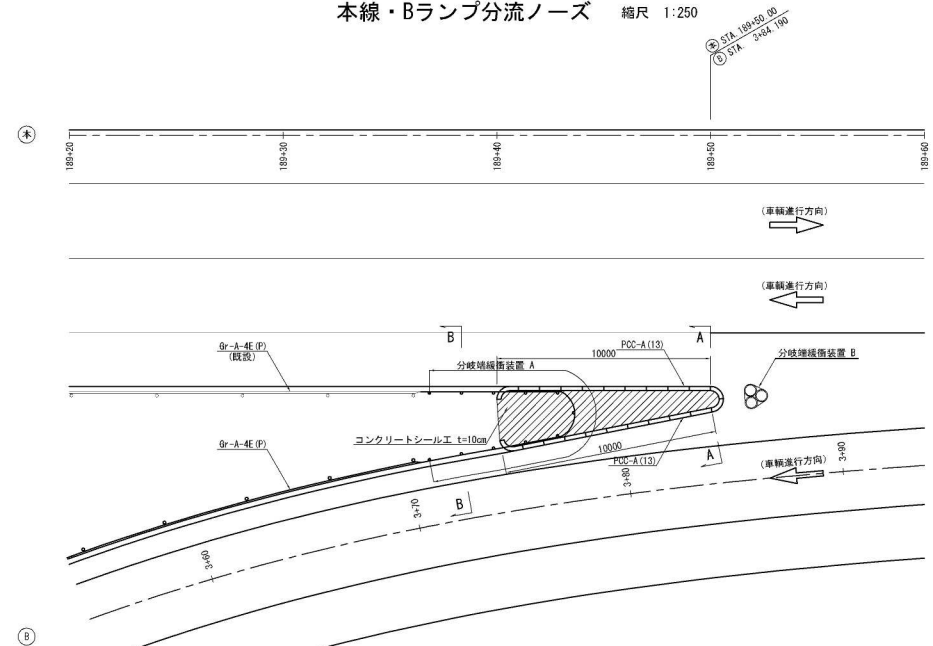 本線・Bランプ分流ノーズ 縮尺 1:250
本 STA.189+50.00
B STA. 3+84.190
本
189+20
189+30
189+40
189+50
189+60
(車輌進行方向)
(車輌進行方向)
B
A
Gr-A-4E(P)
(既設)
10000
PCC-A(13)
分岐端緩衝装置 A
分岐端緩衝装置 B
コンクリートシール工 t=10cm
Gr-A-4E(P)
10000
PCC-A(13)
A
(車輌進行方向)
3+90
3+80
B
3+70
3+60
B